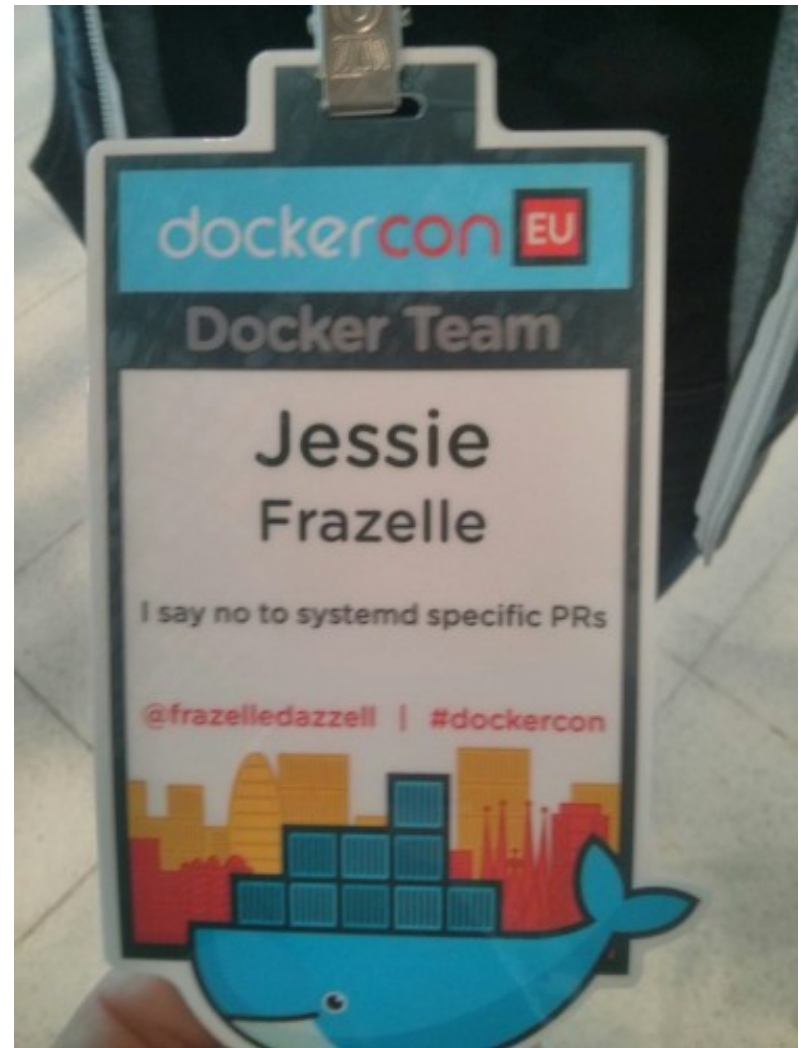 dockercon EU
Docker Team
Jessie
Frazelle
I say no to systemd specific PRs
@frazelledazzell | #dockercon